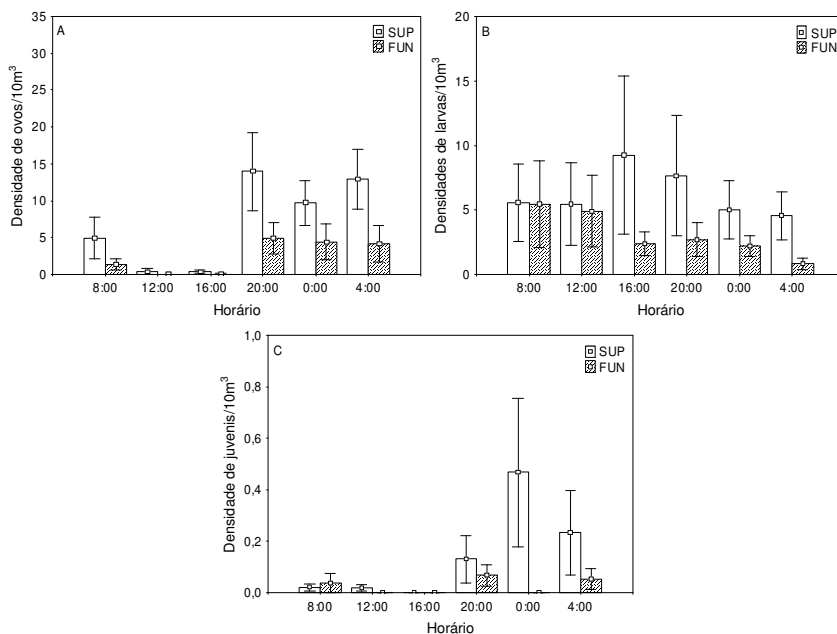 A
SUP
FUN
Densidade de ovos/10m³
35
30
25
20
15
10
5
0
8:00 12:00 16:00 20:00 0:00 4:00
Horário
B
SUP
FUN
Densidades de larvas/10m³
20
15
10
5
0
8:00 12:00 16:00 20:00 0:00 4:00
Horário
C
SUP
FUN
Densidade de juvenis/10m³
1,0
0,8
0,6
0,4
0,2
0,0
8:00 12:00 16:00 20:00 0:00 4:00
Horário